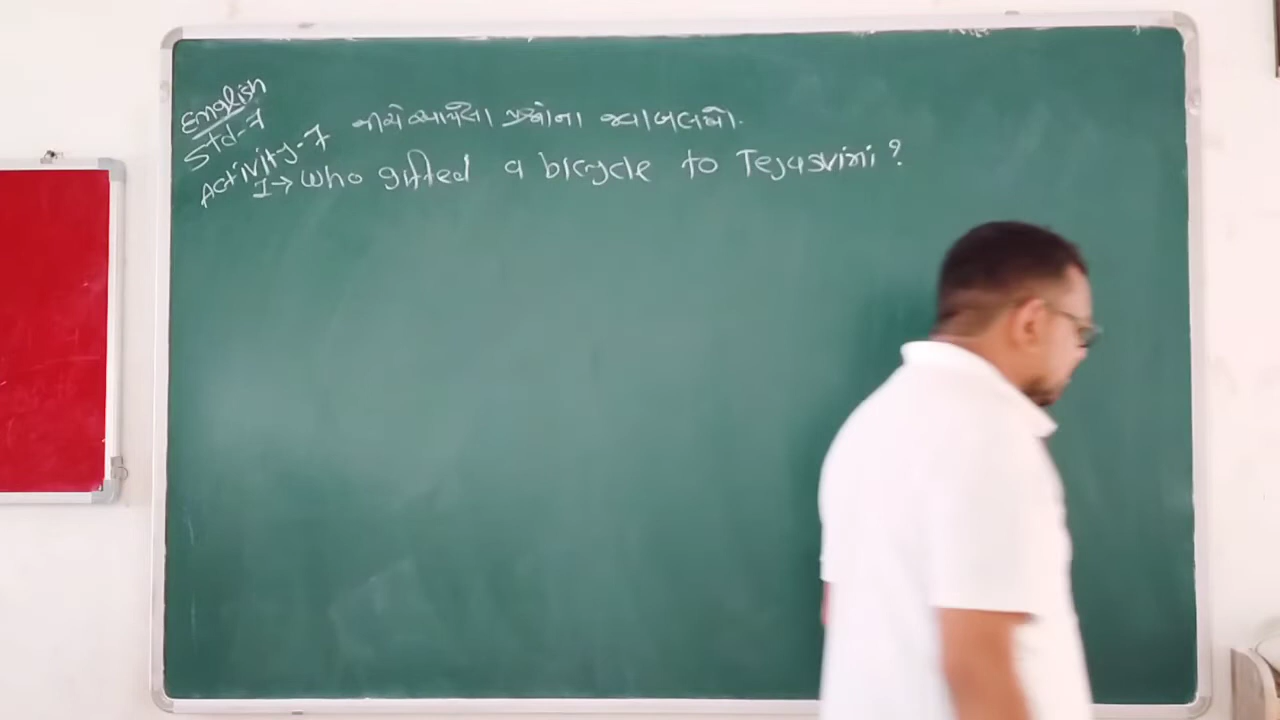 English
Std-7
Activity-7
નીચે આપેલા પ્રશ્નોના જવાબ લખો.
1→ Who gifted a bicycle to Tejasvini?